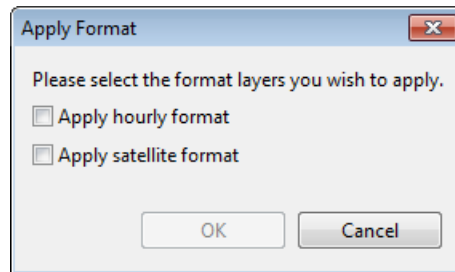 Apply Format
Please select the format layers you wish to apply.
Apply hourly format
Apply satellite format
OK Cancel